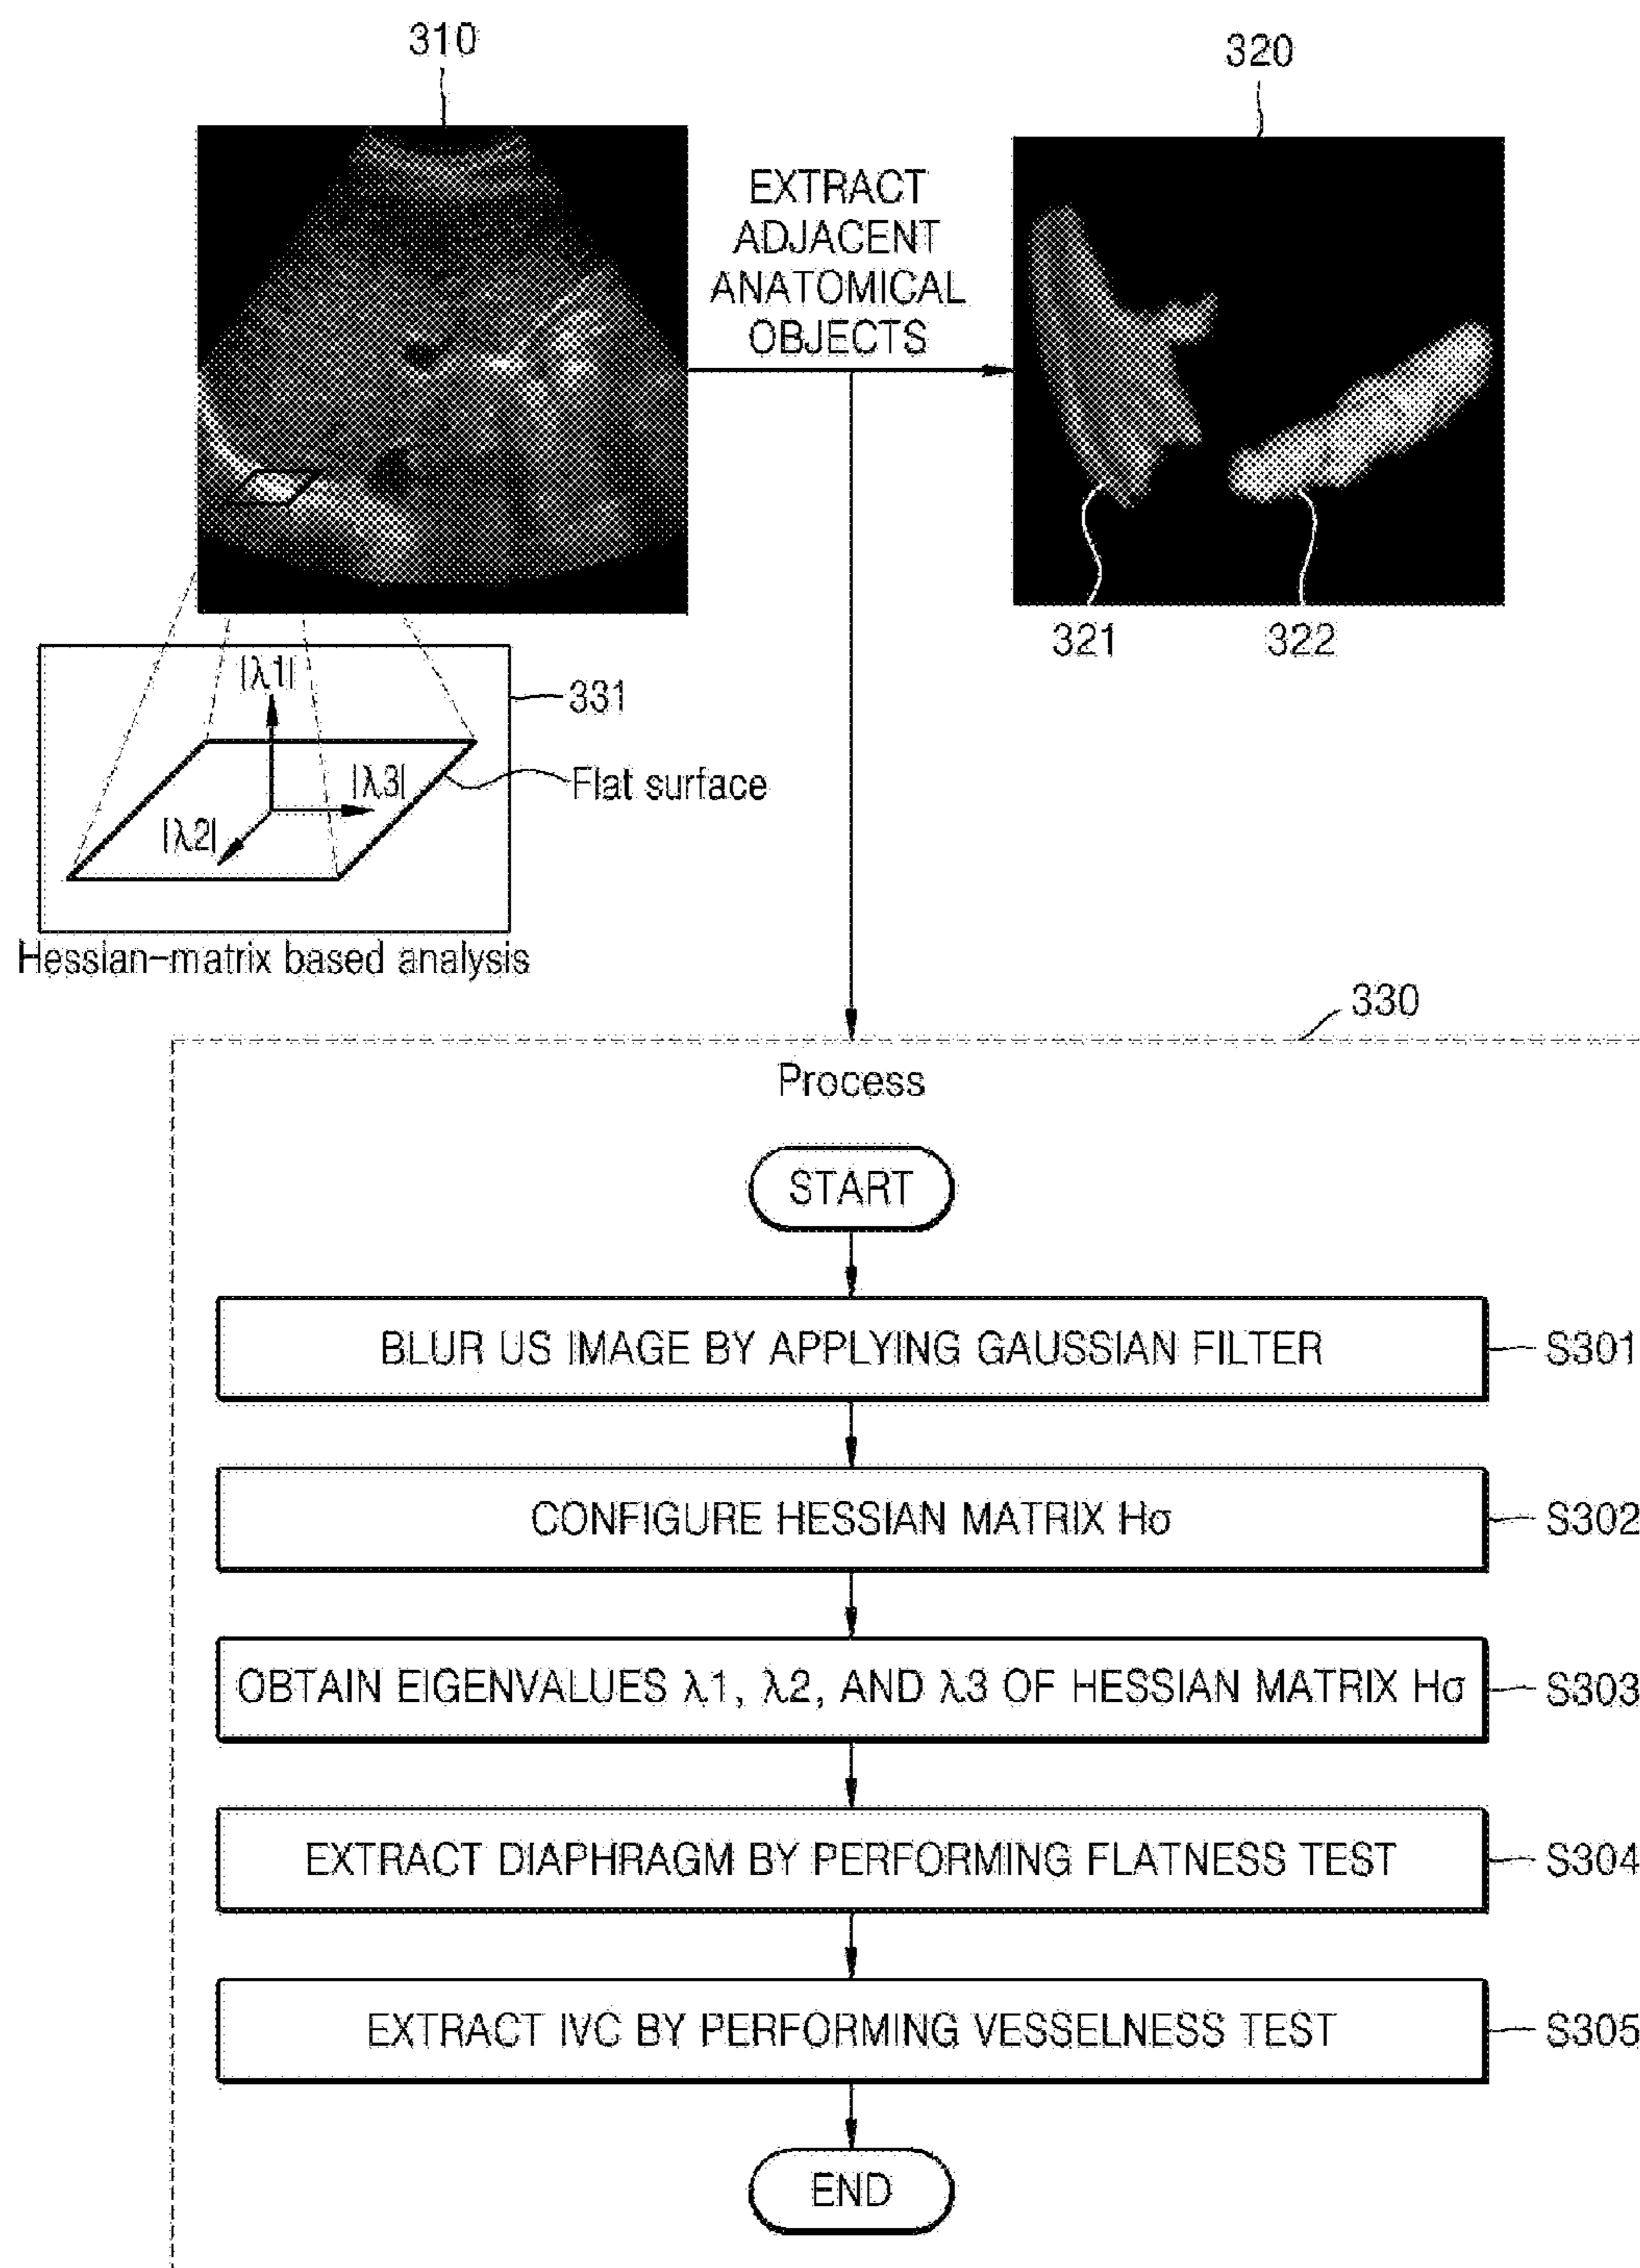 310
320
EXTRACT
ADJACENT
ANATOMICAL
OBJECTS
321
322
|λ1|
331
|λ3|
Flat surface
|λ2|
Hessian-matrix based analysis
330
Process
START
BLUR US IMAGE BY APPLYING GAUSSIAN FILTER
S301
CONFIGURE HESSIAN MATRIX Hσ
S302
OBTAIN EIGENVALUES λ1, λ2, AND λ3 OF HESSIAN MATRIX Hσ
S303
EXTRACT DIAPHRAGM BY PERFORMING FLATNESS TEST
S304
EXTRACT IVC BY PERFORMING VESSELNESS TEST
S305
END